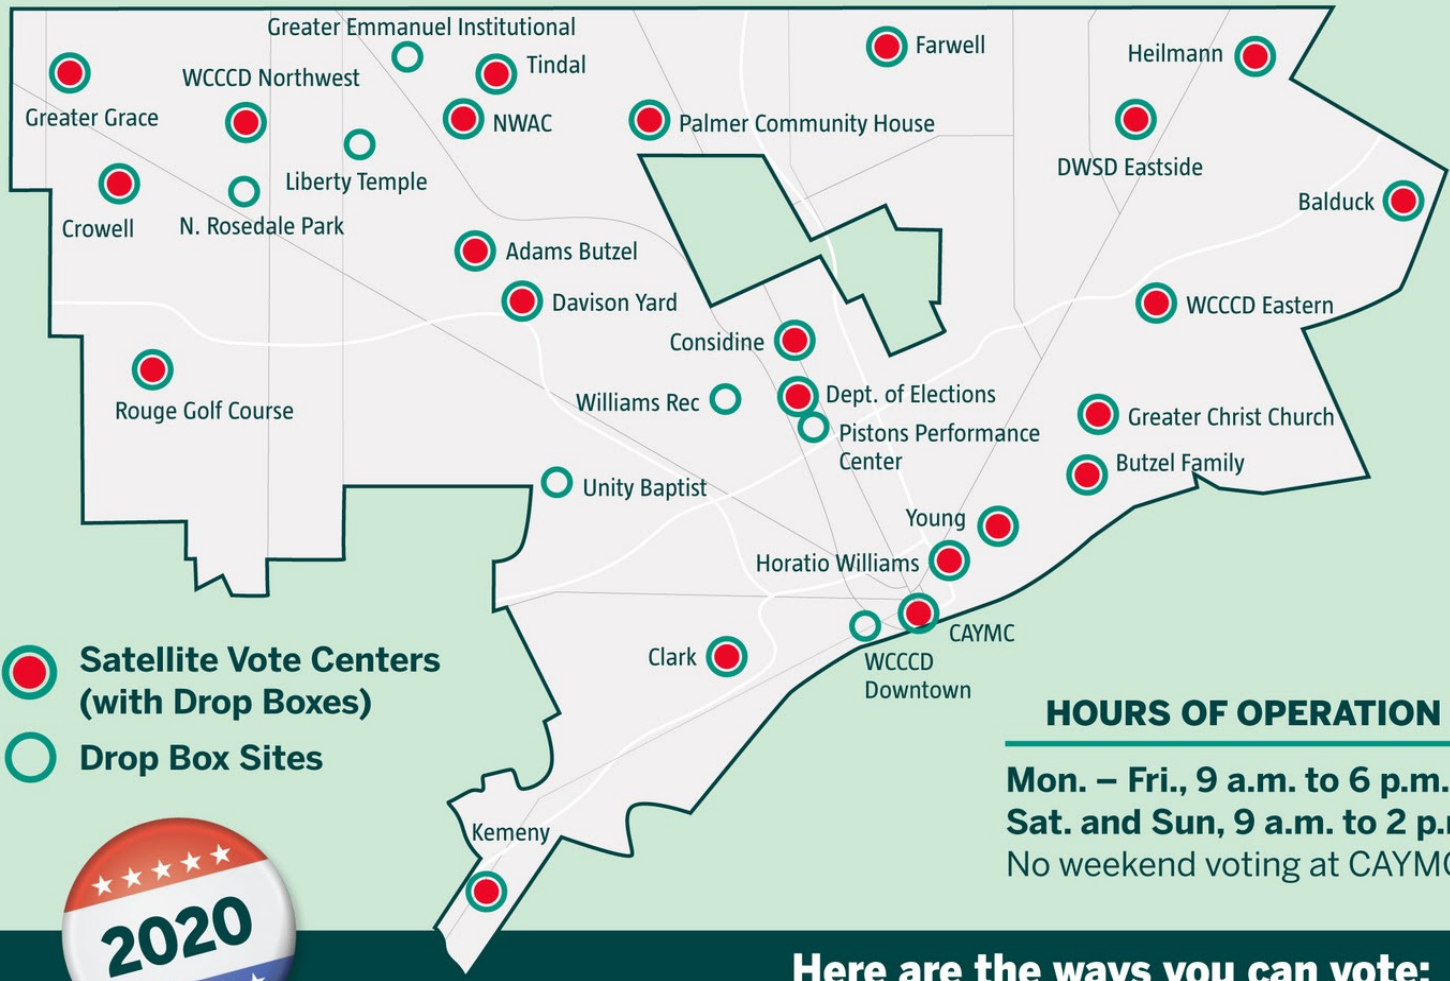 Greater Emmanuel Institutional
Farwell
Heilmann
Tindal
WCCCD Northwest
Greater Grace
NWAC
Palmer Community House
DWSD Eastside
Liberty Temple
Balduck
Crowell
N. Rosedale Park
Adams Butzel
Davison Yard
WCCCD Eastern
Considine
Williams Rec
Dept. of Elections
Rouge Golf Course
Greater Christ Church
Pistons Performance
Center
Butzel Family
Unity Baptist
Young
Horatio Williams
CAYMC
Clark
WCCCD
Downtown
Satellite Vote Centers
(with Drop Boxes)
Drop Box Sites
HOURS OF OPERATION
Mon. – Fri., 9 a.m. to 6 p.m.
Sat. and Sun, 9 a.m. to 2 p.m
No weekend voting at CAYMC
Kemeny
2020
Here are the ways you can vote: